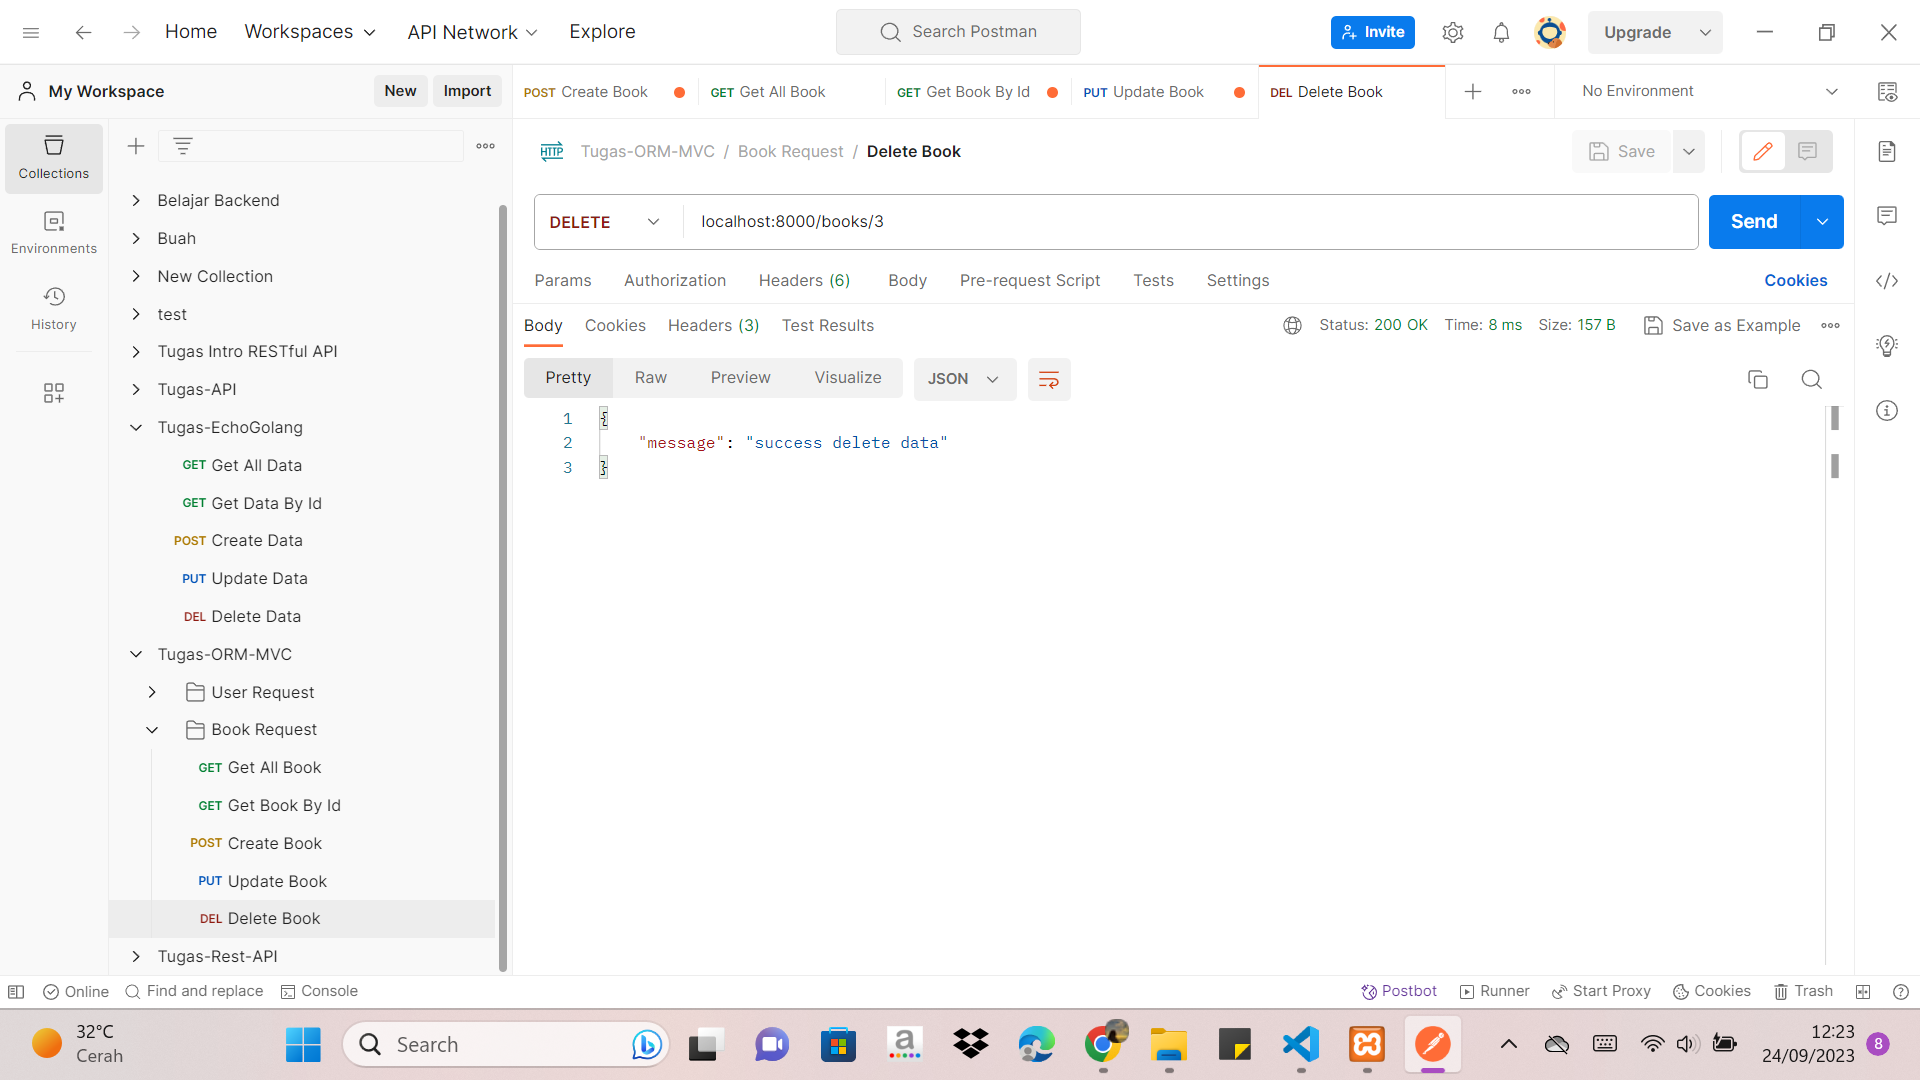 Home Workspaces API Network Explore Search Postman Invite Upgrade
My Workspace New Import
POST Create Book GET Get All Book GET Get Book By Id PUT Update Book DEL Delete Book No Environment
Collections
Environments
History
Belajar Backend
Buah
New Collection
test
Tugas Intro RESTful API
Tugas-API
Tugas-EchoGolang
GET Get All Data
GET Get Data By Id
POST Create Data
PUT Update Data
DEL Delete Data
Tugas-ORM-MVC
User Request
Book Request
GET Get All Book
GET Get Book By Id
POST Create Book
PUT Update Book
DEL Delete Book
Tugas-Rest-API
HTTP Tugas-ORM-MVC / Book Request / Delete Book Save
DELETE localhost:8000/books/3 Send
Params Authorization Headers (6) Body Pre-request Script Tests Settings Cookies
Body Cookies Headers (3) Test Results Status: 200 OK Time: 8 ms Size: 157 B Save as Example
Pretty Raw Preview Visualize JSON
1 {
2 "message": "success delete data"
3 }
Online Find and replace Console Postbot Runner Start Proxy Cookies Trash
32°C
Cerah
Search
a
12:23
24/09/2023
8